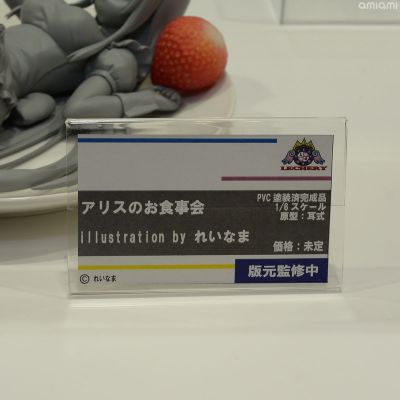 amiami
LECHERY
アリスのお食事会
PVC 塗装済完成品
1/6 スケール
原型：耳式
illustration by れいなま
価格：未定
© れいなま
版元監修中